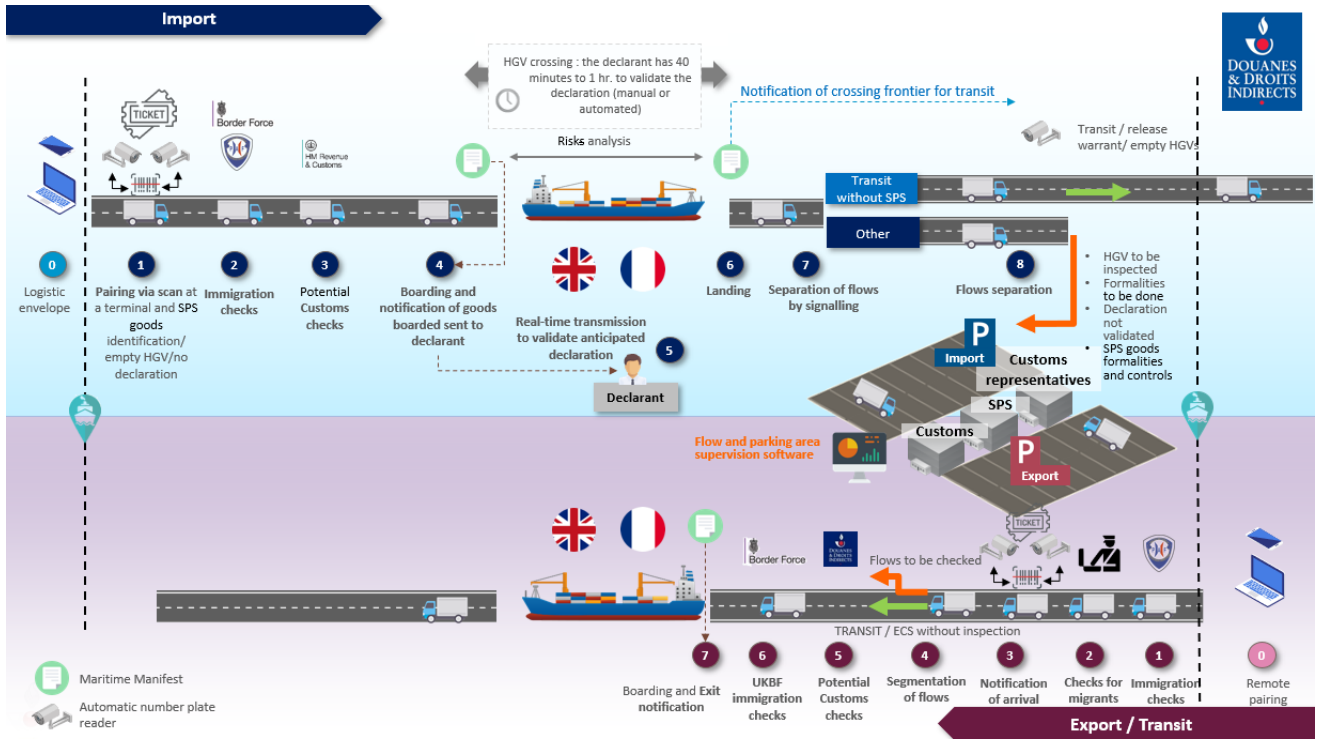 Import
DOUANES
& DROITS
INDIRECTS
HGV crossing : the declarant has 40
minutes to 1 hr. to validate the
declaration (manual or
automated)
Notification of crossing frontier for transit
TICKET
Border Force
HM Revenue
& Customs
Risks analysis
Transit / release
warrant/ empty HGVs
Transit
without SPS
Other
0
Logistic
envelope
1
Pairing via scan at
a terminal and SPS
goods
identification/
empty HGV/no
declaration
2
Immigration
checks
3
Potential
Customs
checks
4
Boarding and
notification of goods
boarded sent to
declarant
Real-time transmission
to validate anticipated
declaration
5
Declarant
6
Landing
7
Separation of flows
by signalling
8
Flows separation
• HGV to be
inspected
• Formalities
to be done
• Declaration
not
validated
• SPS goods
formalities
and controls
P
Import
Customs
representatives
SPS
Customs
P
Export
Flow and parking area
supervision software
TICKET
Border Force
DOUANES
& DROITS
INDIRECTS
Flows to be checked
TRANSIT / ECS without inspection
7
Boarding and Exit
notification
6
UKBF
immigration
checks
5
Potential
Customs
checks
4
Segmentation
of flows
3
Notification
of arrival
2
Checks for
migrants
1
Immigration
checks
0
Remote
pairing
Maritime Manifest
Automatic number plate
reader
Export / Transit